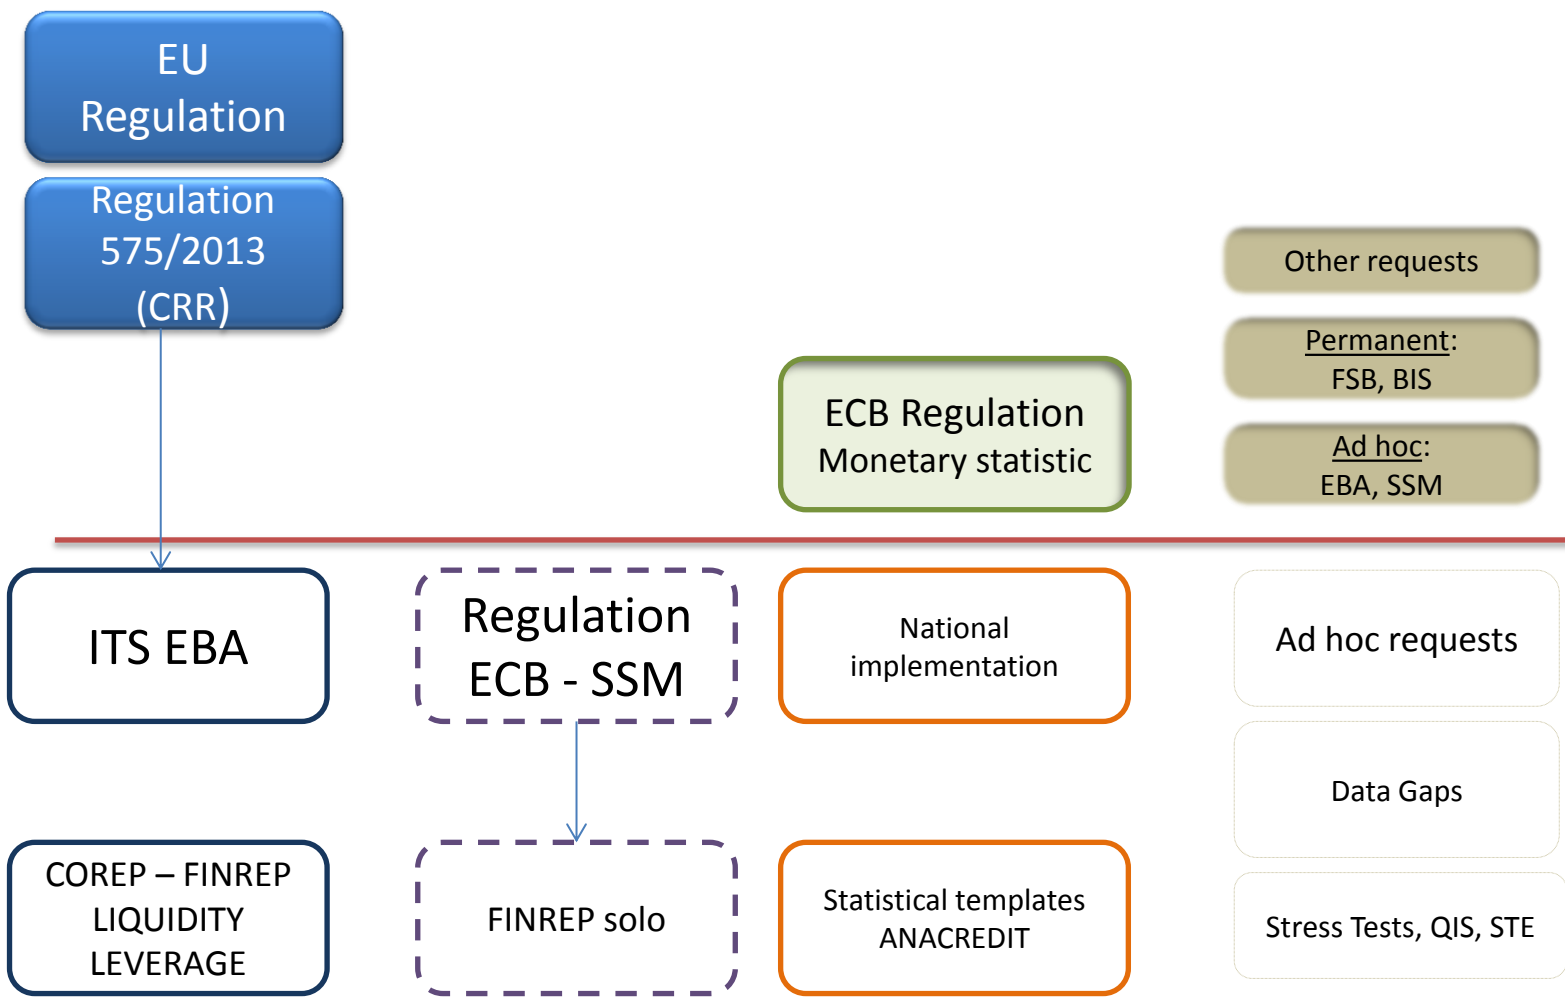 EU
Regulation
Regulation
575/2013
(CRR)
Other requests
Permanent:
FSB, BIS
Ad hoc:
EBA, SSM
ECB Regulation
Monetary statistic
ITS EBA
Regulation
ECB - SSM
National
implementation
Ad hoc requests
Data Gaps
COREP – FINREP
LIQUIDITY
LEVERAGE
FINREP solo
Statistical templates
ANACREDIT
Stress Tests, QIS, STE